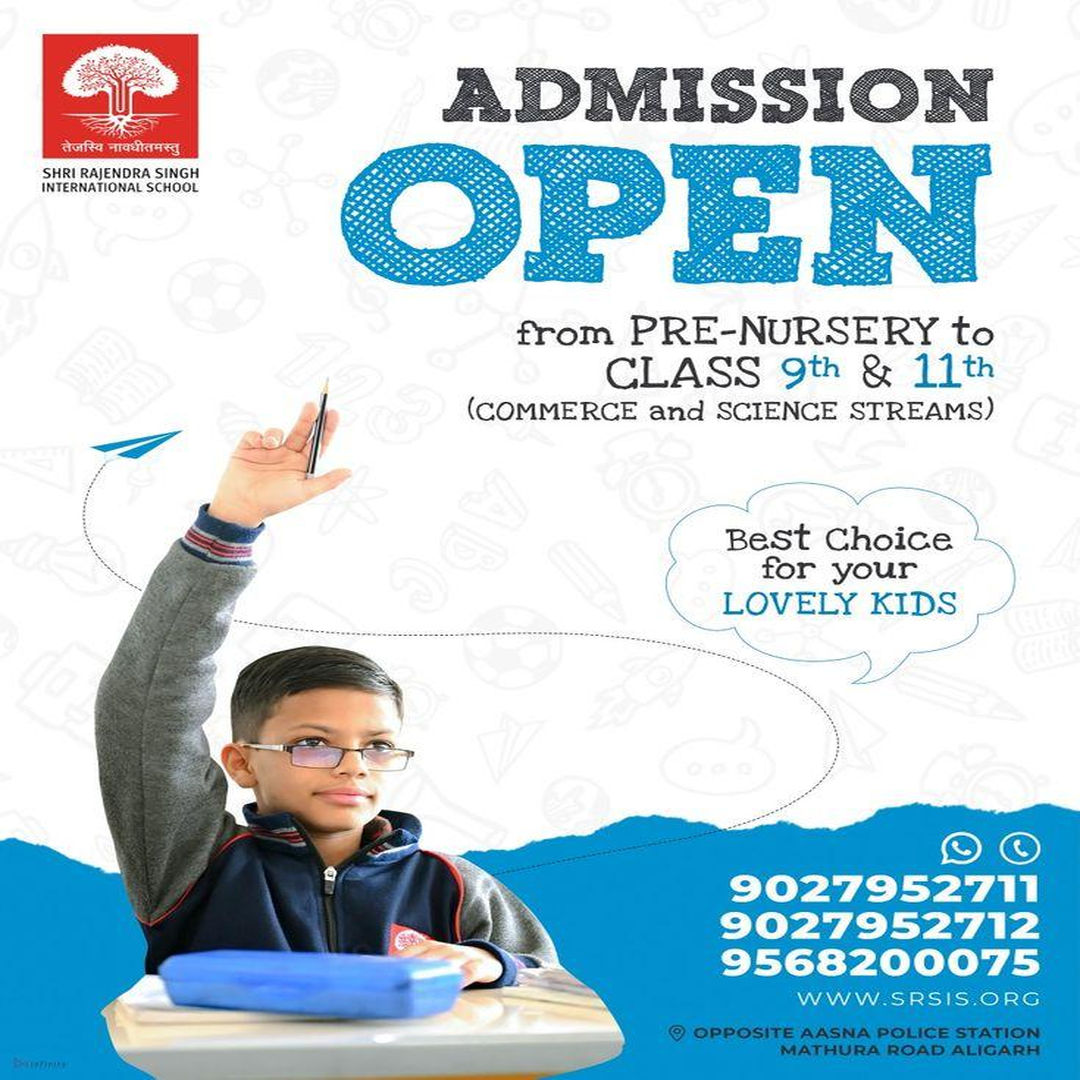 तेजस्वि नावधीतमस्तु
SHRI RAJENDRA SINGH
INTERNATIONAL SCHOOL
ADMISSION
OPEN
from PRE-NURSERY to
CLASS 9th & 11th
(COMMERCE and SCIENCE STREAMS)
Best Choice
for your
LOVELY KIDS
9027952711
9027952712
9568200075
WWW.SRSIS.ORG
OPPOSITE AASNA POLICE STATION
MATHURA ROAD ALIGARH